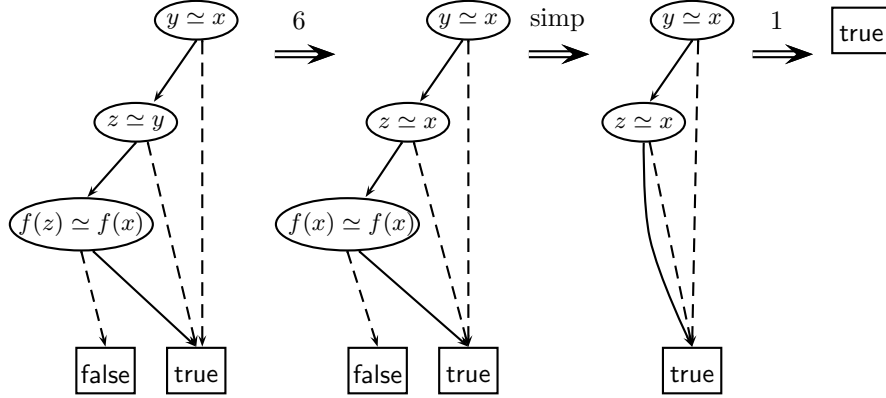 y ≃ x 6 y ≃ x simp y ≃ x 1 true
z ≃ y z ≃ x z ≃ x
f(z) ≃ f(x) f(x) ≃ f(x)
false true false true true